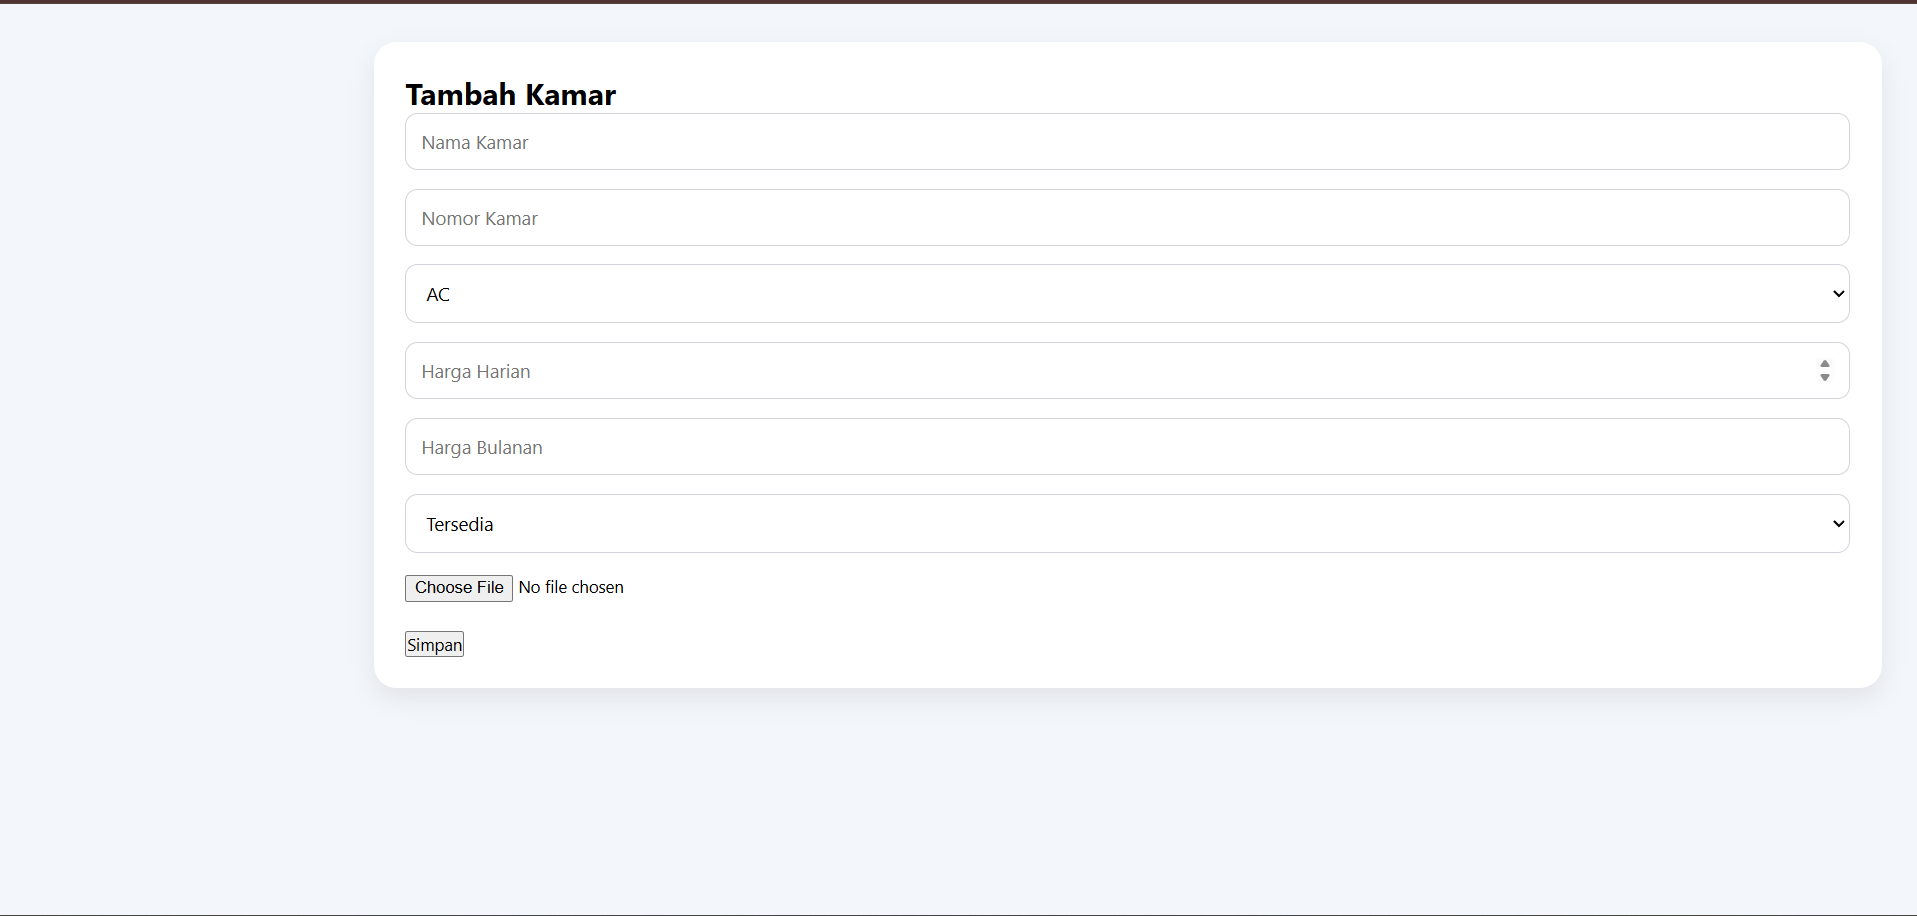 Tambah Kamar
Nama Kamar
Nomor Kamar
AC
Harga Harian
Harga Bulanan
Tersedia
Choose File No file chosen
Simpan